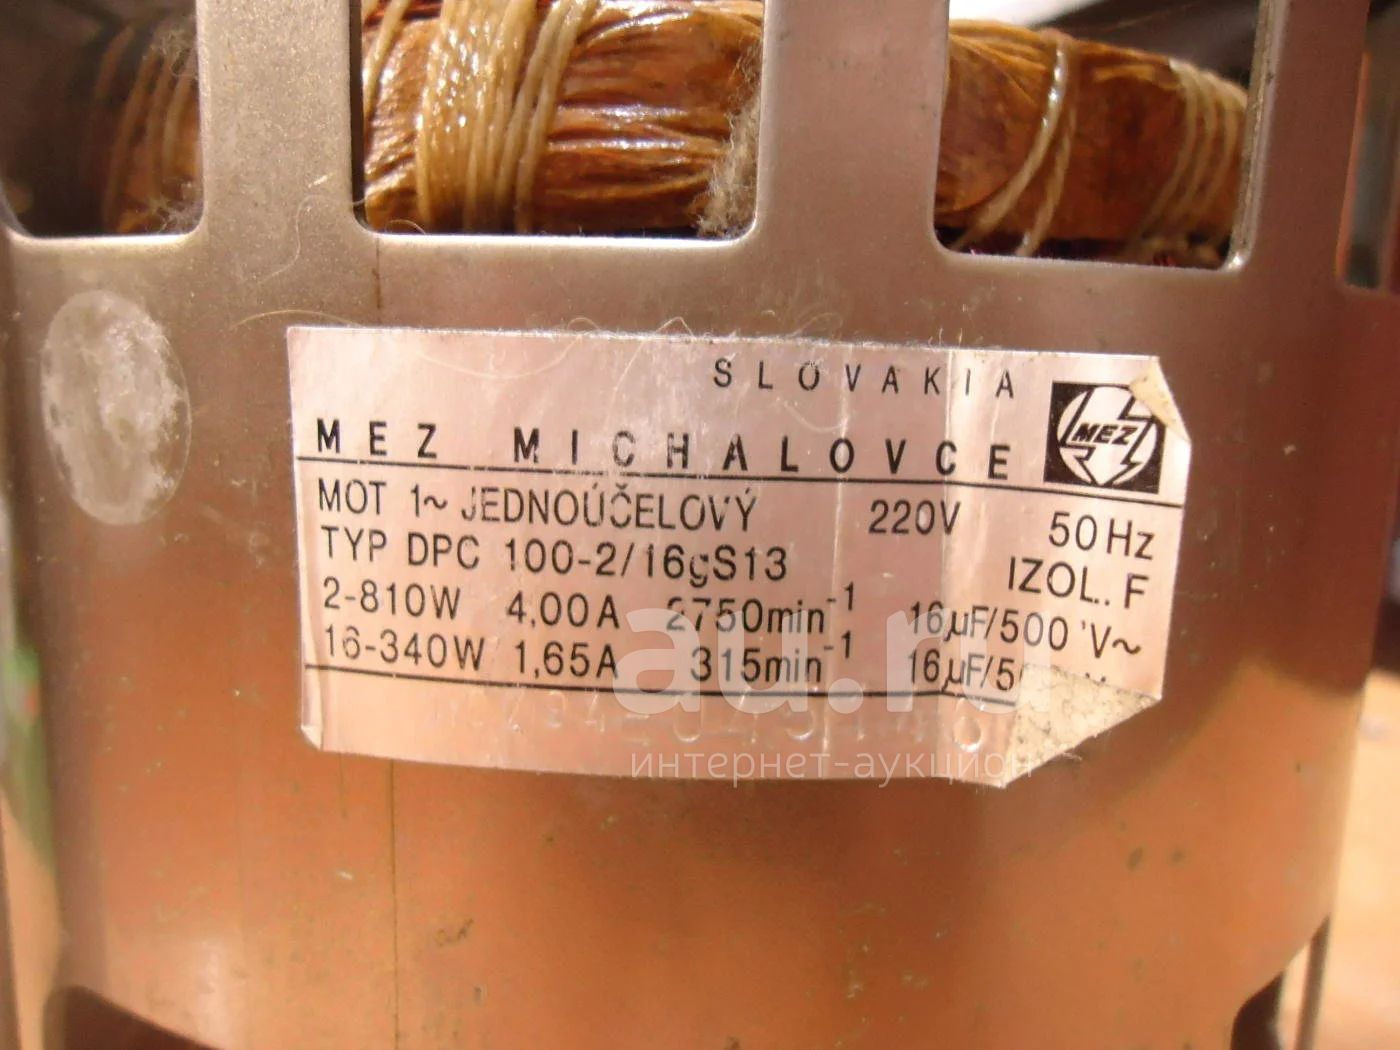 SLOVAKIA
MEZ MICHALOVCE
MEZ
MOT 1~ JEDNOÚČELOVÝ 220V 50Hz
TYP DPC 100-2/16gS13 IZOL. F
2-810W 4,00A 2750min⁻¹ 16µF/500 V~
16-340W 1,65A 315min⁻¹ 16µF/5
au.ru
интернет-аукцион